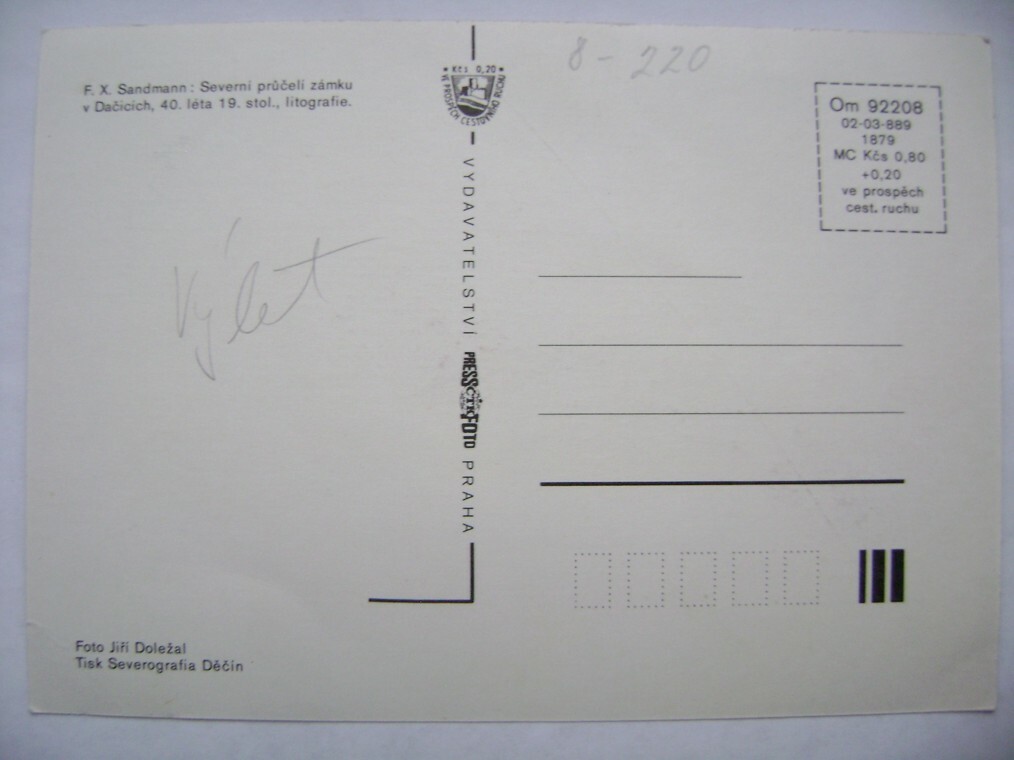 F. X. Sandmann : Severní průčelí zámku
v Dačicích, 40. léta 19. stol., litografie.
Výlet
Foto Jiří Doležal
Tisk Severografia Děčín
• Kčs 0,20 •
VE PROSPĚCH CESTOVNÍHO RUCHU
VYDAVATELSTVÍ PRESSFOTO PRAHA
8 - 220
Om 92208
02-03-889
1879
MC Kčs 0,80
+0,20
ve prospěch
cest. ruchu